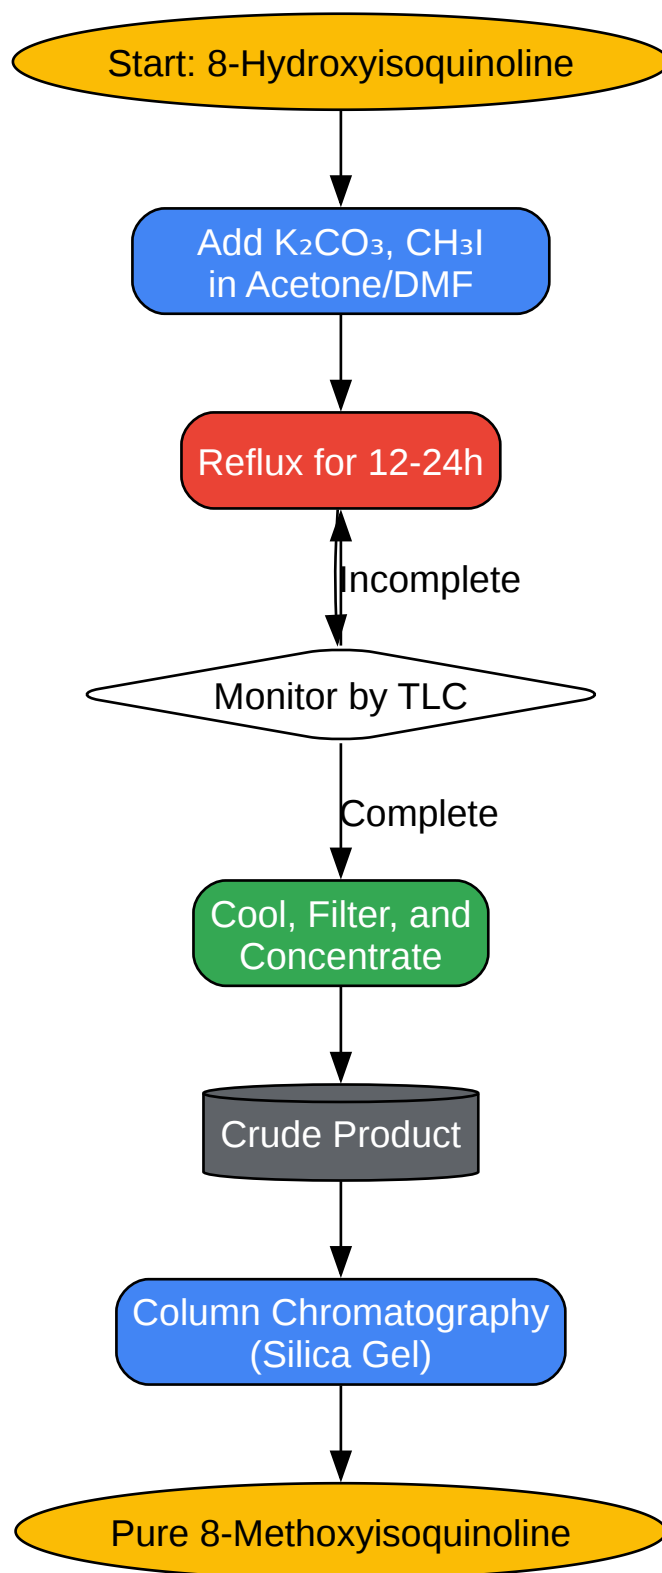 Start: 8-Hydroxyisoquinoline
Add K₂CO₃, CH₃I
in Acetone/DMF
Reflux for 12-24h
Incomplete
Monitor by TLC
Complete
Cool, Filter, and
Concentrate
Crude Product
Column Chromatography
(Silica Gel)
Pure 8-Methoxyisoquinoline